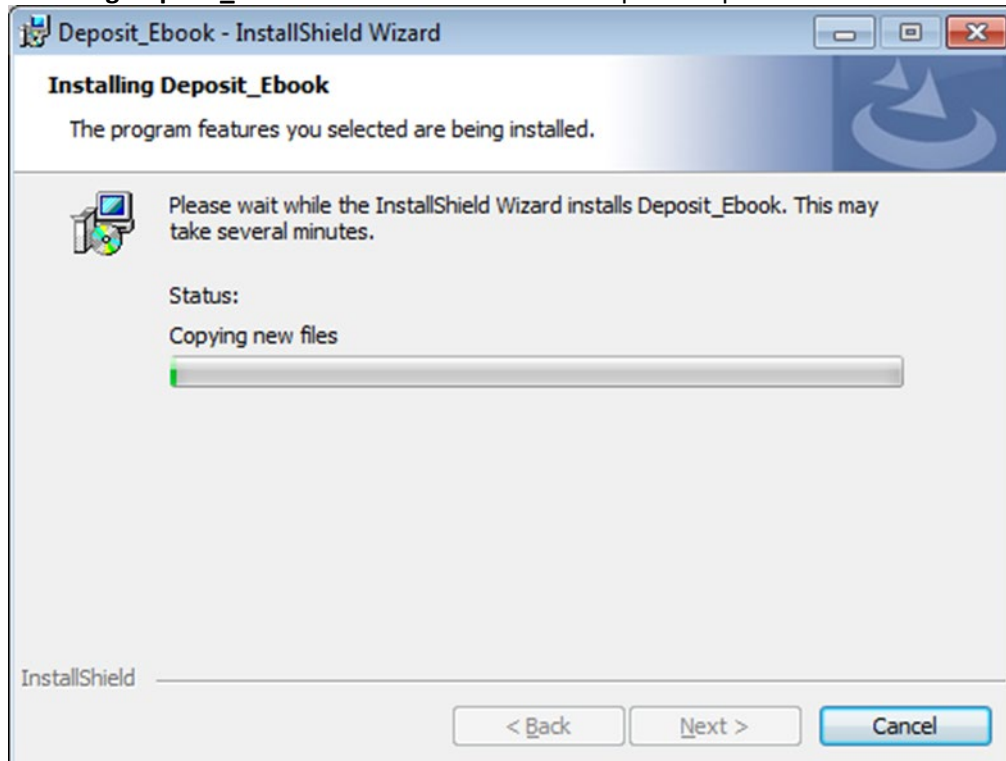 Deposit_Ebook - InstallShield Wizard
Installing Deposit_Ebook
The program features you selected are being installed.
Please wait while the InstallShield Wizard installs Deposit_Ebook. This may
take several minutes.
Status:
Copying new files
InstallShield
< Back Next > Cancel